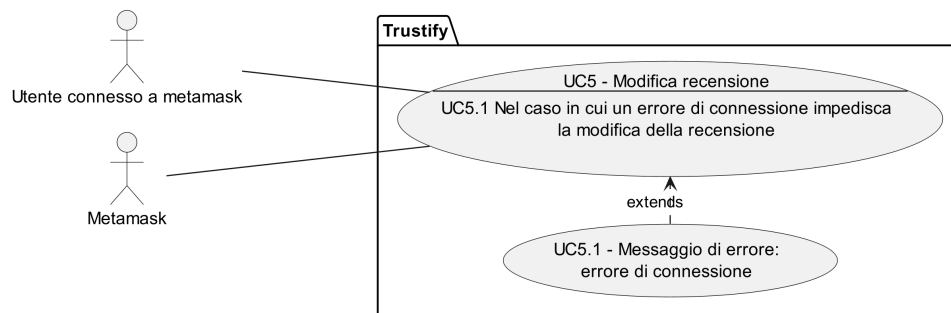 Trustify
Utente connesso a metamask
Metamask
UC5 - Modifica recensione
UC5.1 Nel caso in cui un errore di connessione impedisca
la modifica della recensione
extends
UC5.1 - Messaggio di errore:
errore di connessione